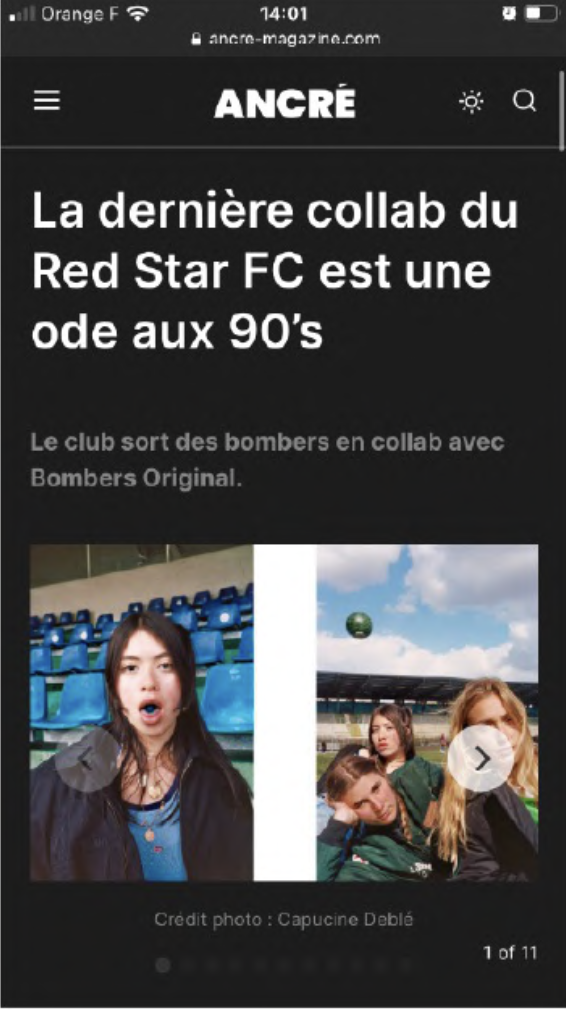 Orange F 14:01
ancre-magazine.com
ANCRÉ
La dernière collab du
Red Star FC est une
ode aux 90's
Le club sort des bombers en collab avec
Bombers Original.
Crédit photo : Capucine Deblé
1 of 11